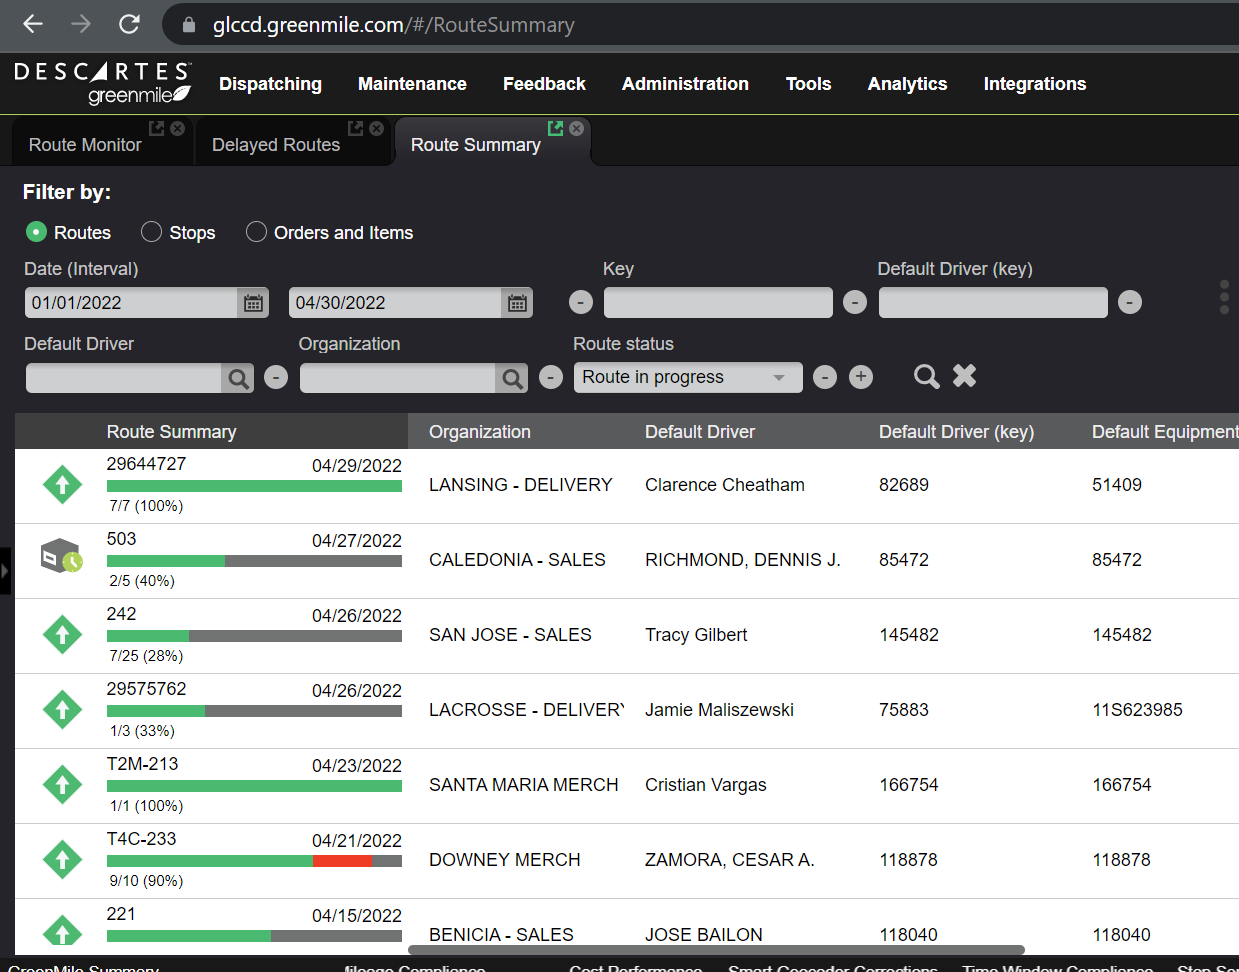 glccd.greenmile.com/#/RouteSummary
DESCARTES™
greenmile
Dispatching Maintenance Feedback Administration Tools Analytics Integrations
Route Monitor Delayed Routes Route Summary
Filter by:
Routes Stops Orders and Items
Date (Interval) Key Default Driver (key)
01/01/2022 04/30/2022 - - -
Default Driver Organization Route status
- - Route in progress - +
Route Summary Organization Default Driver Default Driver (key) Default Equipment
29644727 04/29/2022
LANSING - DELIVERY Clarence Cheatham 82689 51409
7/7 (100%)
503 04/27/2022
CALEDONIA - SALES RICHMOND, DENNIS J. 85472 85472
2/5 (40%)
242 04/26/2022
SAN JOSE - SALES Tracy Gilbert 145482 145482
7/25 (28%)
29575762 04/26/2022
LACROSSE - DELIVERY Jamie Maliszewski 75883 11S623985
1/3 (33%)
T2M-213 04/23/2022
SANTA MARIA MERCH Cristian Vargas 166754 166754
1/1 (100%)
T4C-233 04/21/2022
DOWNEY MERCH ZAMORA, CESAR A. 118878 118878
9/10 (90%)
221 04/15/2022
BENICIA - SALES JOSE BAILON 118040 118040
GreenMile Summary Mileage Compliance Cost Performance Smart Geocoder Corrections Time Window Compliance Stop